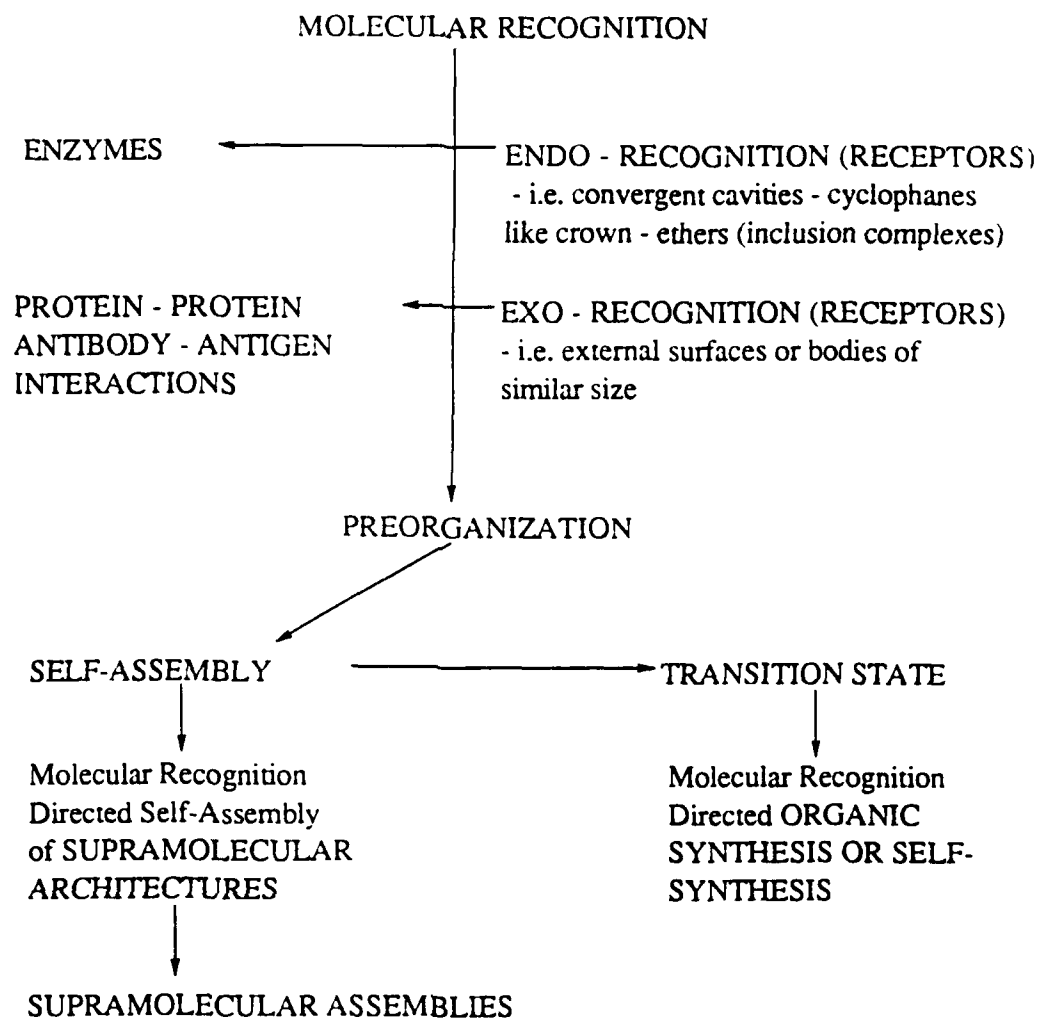 MOLECULAR RECOGNITION
ENZYMES
ENDO - RECOGNITION (RECEPTORS)
- i.e. convergent cavities - cyclophanes
like crown - ethers (inclusion complexes)
PROTEIN - PROTEIN
ANTIBODY - ANTIGEN
INTERACTIONS
EXO - RECOGNITION (RECEPTORS)
- i.e. external surfaces or bodies of
similar size
PREORGANIZATION
SELF-ASSEMBLY
TRANSITION STATE
Molecular Recognition
Directed Self-Assembly
of SUPRAMOLECULAR
ARCHITECTURES
Molecular Recognition
Directed ORGANIC
SYNTHESIS OR SELF-
SYNTHESIS
SUPRAMOLECULAR ASSEMBLIES